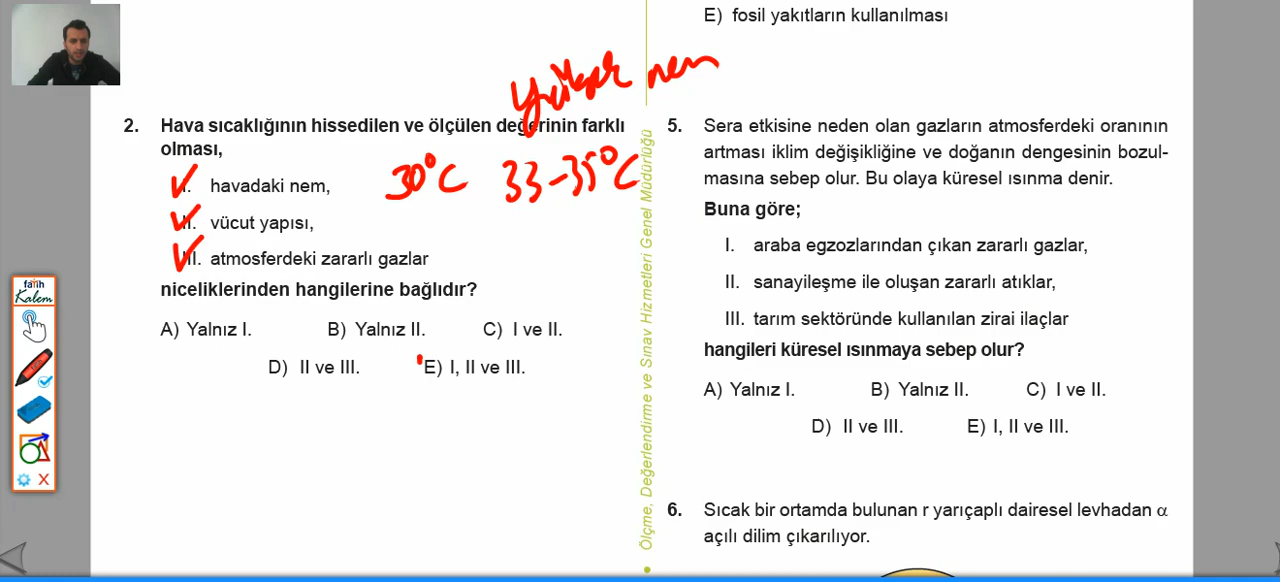 E) fosil yakıtların kullanılması
yüksek nem
2. Hava sıcaklığının hissedilen ve ölçülen değerinin farklı
olması,
I. havadaki nem,
30°C 33-35°C
II. vücut yapısı,
III. atmosferdeki zararlı gazlar
niceliklerinden hangilerine bağlıdır?
A) Yalnız I. B) Yalnız II. C) I ve II.
D) II ve III. E) I, II ve III.
fatih
Kalem
Ölçme, Değerlendirme ve Sınav Hizmetleri Genel Müdürlüğü
5. Sera etkisine neden olan gazların atmosferdeki oranının
artması iklim değişikliğine ve doğanın dengesinin bozul-
masına sebep olur. Bu olaya küresel ısınma denir.
Buna göre;
I. araba egzozlarından çıkan zararlı gazlar,
II. sanayileşme ile oluşan zararlı atıklar,
III. tarım sektöründe kullanılan zirai ilaçlar
hangileri küresel ısınmaya sebep olur?
A) Yalnız I. B) Yalnız II. C) I ve II.
D) II ve III. E) I, II ve III.
6. Sıcak bir ortamda bulunan r yarıçaplı dairesel levhadan α
açılı dilim çıkarılıyor.